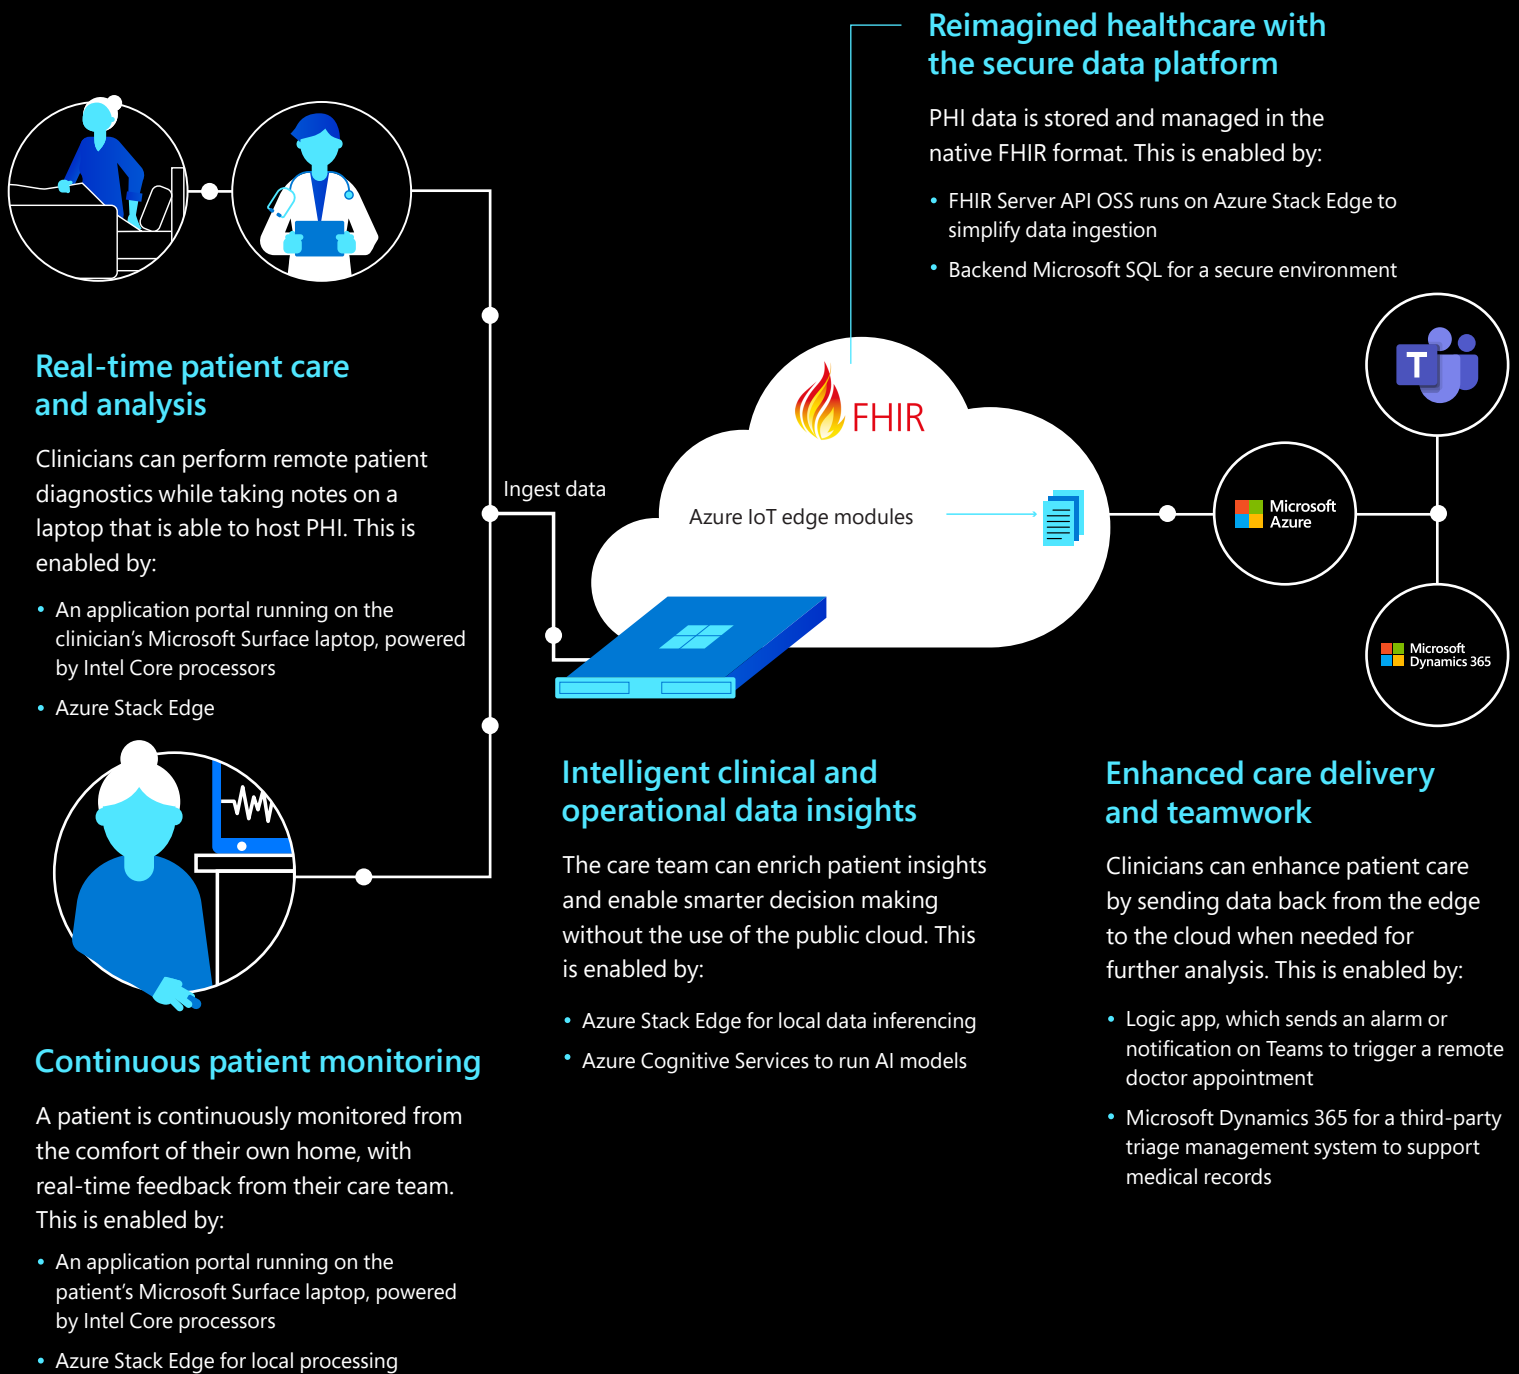 Reimagined healthcare with
the secure data platform
PHI data is stored and managed in the
native FHIR format. This is enabled by:
• FHIR Server API OSS runs on Azure Stack Edge to
simplify data ingestion
• Backend Microsoft SQL for a secure environment
Real-time patient care
and analysis
Clinicians can perform remote patient
diagnostics while taking notes on a
laptop that is able to host PHI. This is
enabled by:
• An application portal running on the
clinician’s Microsoft Surface laptop, powered
by Intel Core processors
• Azure Stack Edge
Ingest data
FHIR
Azure IoT edge modules
Microsoft
Azure
T
Microsoft
Dynamics 365
Continuous patient monitoring
A patient is continuously monitored from
the comfort of their own home, with
real-time feedback from their care team.
This is enabled by:
• An application portal running on the
patient’s Microsoft Surface laptop, powered
by Intel Core processors
• Azure Stack Edge for local processing
Intelligent clinical and
operational data insights
The care team can enrich patient insights
and enable smarter decision making
without the use of the public cloud. This
is enabled by:
• Azure Stack Edge for local data inferencing
• Azure Cognitive Services to run AI models
Enhanced care delivery
and teamwork
Clinicians can enhance patient care
by sending data back from the edge
to the cloud when needed for
further analysis. This is enabled by:
• Logic app, which sends an alarm or
notification on Teams to trigger a remote
doctor appointment
• Microsoft Dynamics 365 for a third-party
triage management system to support
medical records